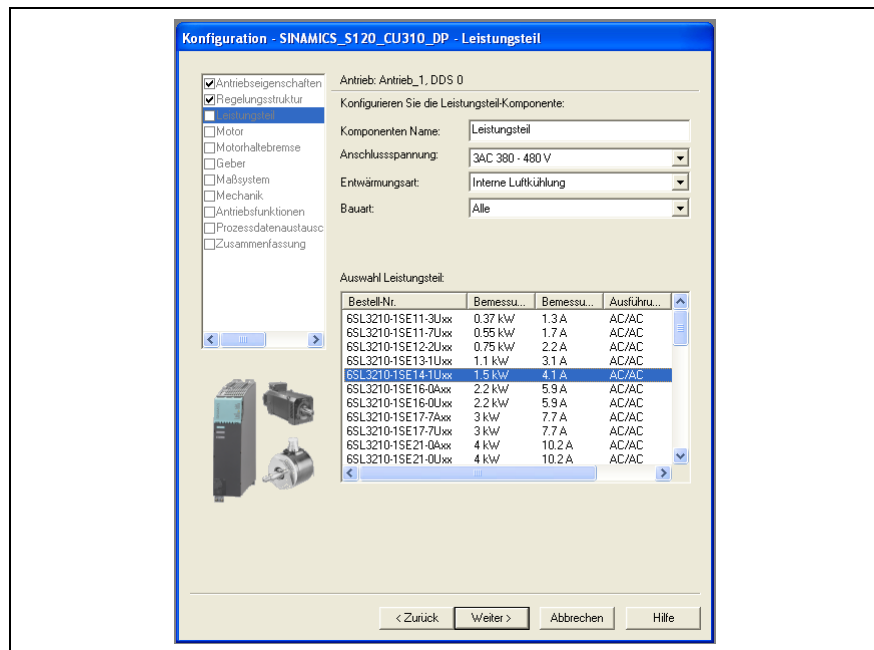 Konfiguration - SINAMICS_S120_CU310_DP - Leistungsteil
Antriebseigenschaften
Regelungsstruktur
Leistungsteil
Motor
Motorhaltebremse
Geber
Maßsystem
Mechanik
Antriebsfunktionen
Prozessdatenaustausc
Zusammenfassung
Antrieb: Antrieb_1, DDS 0
Konfigurieren Sie die Leistungsteil-Komponente:
Komponenten Name: Leistungsteil
Anschlussspannung: 3AC 380 - 480 V
Entwärmungsart: Interne Luftkühlung
Bauart: Alle
Auswahl Leistungsteil:
Bestell-Nr. Bemessu... Bemessu... Ausführu...
6SL3210-1SE11-3Uxx 0.37 kW 1.3 A AC/AC
6SL3210-1SE11-7Uxx 0.55 kW 1.7 A AC/AC
6SL3210-1SE12-2Uxx 0.75 kW 2.2 A AC/AC
6SL3210-1SE13-1Uxx 1.1 kW 3.1 A AC/AC
6SL3210-1SE14-1Uxx 1.5 kW 4.1 A AC/AC
6SL3210-1SE16-0Axx 2.2 kW 5.9 A AC/AC
6SL3210-1SE16-0Uxx 2.2 kW 5.9 A AC/AC
6SL3210-1SE17-7Axx 3 kW 7.7 A AC/AC
6SL3210-1SE17-7Uxx 3 kW 7.7 A AC/AC
6SL3210-1SE21-0Axx 4 kW 10.2 A AC/AC
6SL3210-1SE21-0Uxx 4 kW 10.2 A AC/AC
< Zurück Weiter > Abbrechen Hilfe